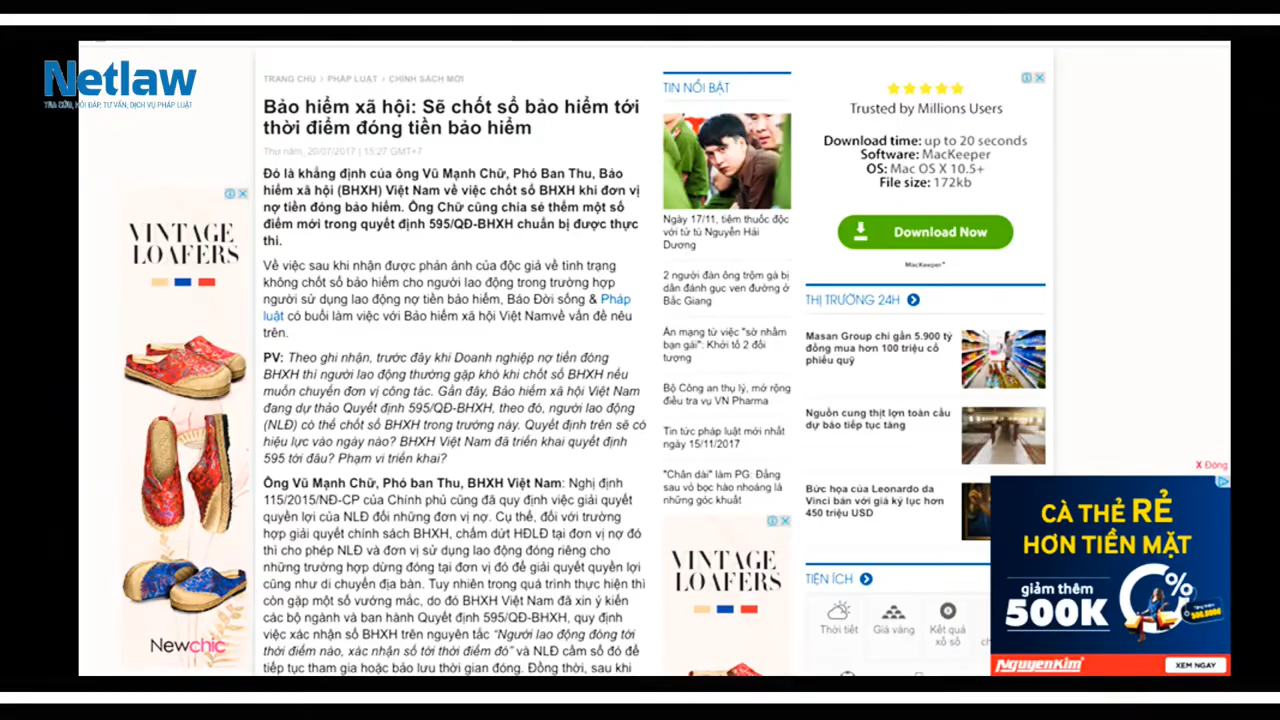 Netlaw
TRA CỨU, HỎI ĐÁP, TƯ VẤN, DỊCH VỤ PHÁP LUẬT
TRANG CHỦ › PHÁP LUẬT › CHÍNH SÁCH MỚI
Bảo hiểm xã hội: Sẽ chốt sổ bảo hiểm tới
thời điểm đóng tiền bảo hiểm
Thứ năm, 20/07/2017 | 15:27 GMT+7
Đó là khẳng định của ông Vũ Mạnh Chữ, Phó Ban Thu, Bảo
hiểm xã hội (BHXH) Việt Nam về việc chốt sổ BHXH khi đơn vị
nợ tiền đóng bảo hiểm. Ông Chữ cũng chia sẻ thêm một số
điểm mới trong quyết định 595/QĐ-BHXH chuẩn bị được thực
thi.
Về việc sau khi nhận được phản ánh của độc giả về tình trạng
không chốt sổ bảo hiểm cho người lao động trong trường hợp
người sử dụng lao động nợ tiền bảo hiểm, Báo Đời sống & Pháp
luật có buổi làm việc với Bảo hiểm xã hội Việt Namvề vấn đề nêu
trên.
PV: Theo ghi nhận, trước đây khi Doanh nghiệp nợ tiền đóng
BHXH thì người lao động thường gặp khó khi chốt sổ BHXH nếu
muốn chuyển đơn vị công tác. Gần đây, Bảo hiểm xã hội Việt Nam
đang dự thảo Quyết định 595/QĐ-BHXH, theo đó, người lao động
(NLĐ) có thể chốt sổ BHXH trong trường này. Quyết định trên sẽ có
hiệu lực vào ngày nào? BHXH Việt Nam đã triển khai quyết định
595 tới đâu? Phạm vi triển khai?
Ông Vũ Mạnh Chữ, Phó ban Thu, BHXH Việt Nam: Nghị định
115/2015/NĐ-CP của Chính phủ cũng đã quy định việc giải quyết
quyền lợi của NLĐ đối những đơn vị nợ. Cụ thể, đối với trường
hợp giải quyết chính sách BHXH, chấm dứt HĐLĐ tại đơn vị nợ đó
thì cho phép NLĐ và đơn vị sử dụng lao động đóng riêng cho
những trường hợp dừng đóng tại đơn vị đó để giải quyết quyền lợi
cũng như di chuyển địa bàn. Tuy nhiên trong quá trình thực hiện thì
còn gặp một số vướng mắc, do đó BHXH Việt Nam đã xin ý kiến
các bộ ngành và ban hành Quyết định 595/QĐ-BHXH, quy định
việc xác nhận sổ BHXH trên nguyên tắc “Người lao động đóng tới
thời điểm nào, xác nhận sổ tới thời điểm đó” và NLĐ cầm sổ đó để
tiếp tục tham gia hoặc bảo lưu thời gian đóng. Đồng thời, sau khi
VINTAGE
LOAFERS
Newchic
TIN NỔI BẬT
Ngày 17/11, tiêm thuốc độc
với tử tù Nguyễn Hải
Dương
2 người đàn ông trộm gà bị
dân đánh gục ven đường ở
Bắc Giang
Án mạng từ việc "sờ nhầm
bạn gái": Khởi tố 2 đối
tượng
Bộ Công an thụ lý, mở rộng
điều tra vụ VN Pharma
Tin tức pháp luật mới nhất
ngày 15/11/2017
"Chân dài" làm PG: Đằng
sau vỏ bọc hào nhoáng là
những góc khuất
VINTAGE
LOAFERS
Trusted by Millions Users
Download time: up to 20 seconds
Software: MacKeeper
OS: Mac OS X 10.5+
File size: 172kb
Download Now
MacKeeper
THỊ TRƯỜNG 24H
Masan Group chi gần 5.900 tỷ
đồng mua hơn 100 triệu cổ
phiếu quỹ
Nguồn cung thịt lợn toàn cầu
dự báo tiếp tục tăng
Bức họa của Leonardo da
Vinci bán với giá kỷ lục hơn
450 triệu USD
TIỆN ÍCH
Thời tiết
Giá vàng
Kết quả
xổ số
X Đóng
CÀ THẺ RẺ
HƠN TIỀN MẶT
giảm thêm
500K
0%
500.000đ
NGUYENKIM
XEM NGAY